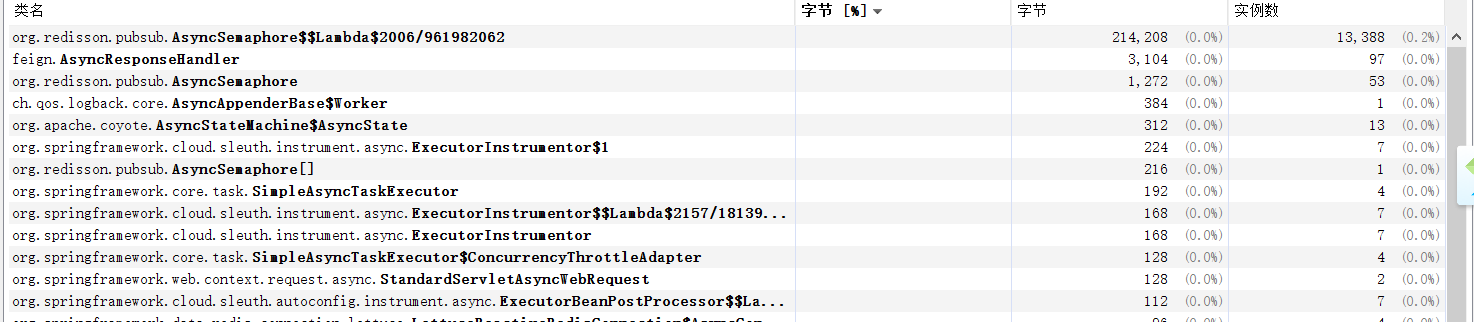 类名 字节 [%] 字节 实例数
org.redisson.pubsub.AsyncSemaphore$$Lambda$2006/961982062 214,208 (0.0%) 13,388 (0.2%)
feign.AsyncResponseHandler 3,104 (0.0%) 97 (0.0%)
org.redisson.pubsub.AsyncSemaphore 1,272 (0.0%) 53 (0.0%)
ch.qos.logback.core.AsyncAppenderBase$Worker 384 (0.0%) 1 (0.0%)
org.apache.coyote.AsyncStateMachine$AsyncState 312 (0.0%) 13 (0.0%)
org.springframework.cloud.sleuth.instrument.async.ExecutorInstrumentor$1 224 (0.0%) 7 (0.0%)
org.redisson.pubsub.AsyncSemaphore[] 216 (0.0%) 1 (0.0%)
org.springframework.core.task.SimpleAsyncTaskExecutor 192 (0.0%) 4 (0.0%)
org.springframework.cloud.sleuth.instrument.async.ExecutorInstrumentor$$Lambda$2157/18139... 168 (0.0%) 7 (0.0%)
org.springframework.cloud.sleuth.instrument.async.ExecutorInstrumentor 168 (0.0%) 7 (0.0%)
org.springframework.core.task.SimpleAsyncTaskExecutor$ConcurrencyThrottleAdapter 128 (0.0%) 4 (0.0%)
org.springframework.web.context.request.async.StandardServletAsyncWebRequest 128 (0.0%) 2 (0.0%)
org.springframework.cloud.sleuth.autoconfig.instrument.async.ExecutorBeanPostProcessor$$La... 112 (0.0%) 7 (0.0%)